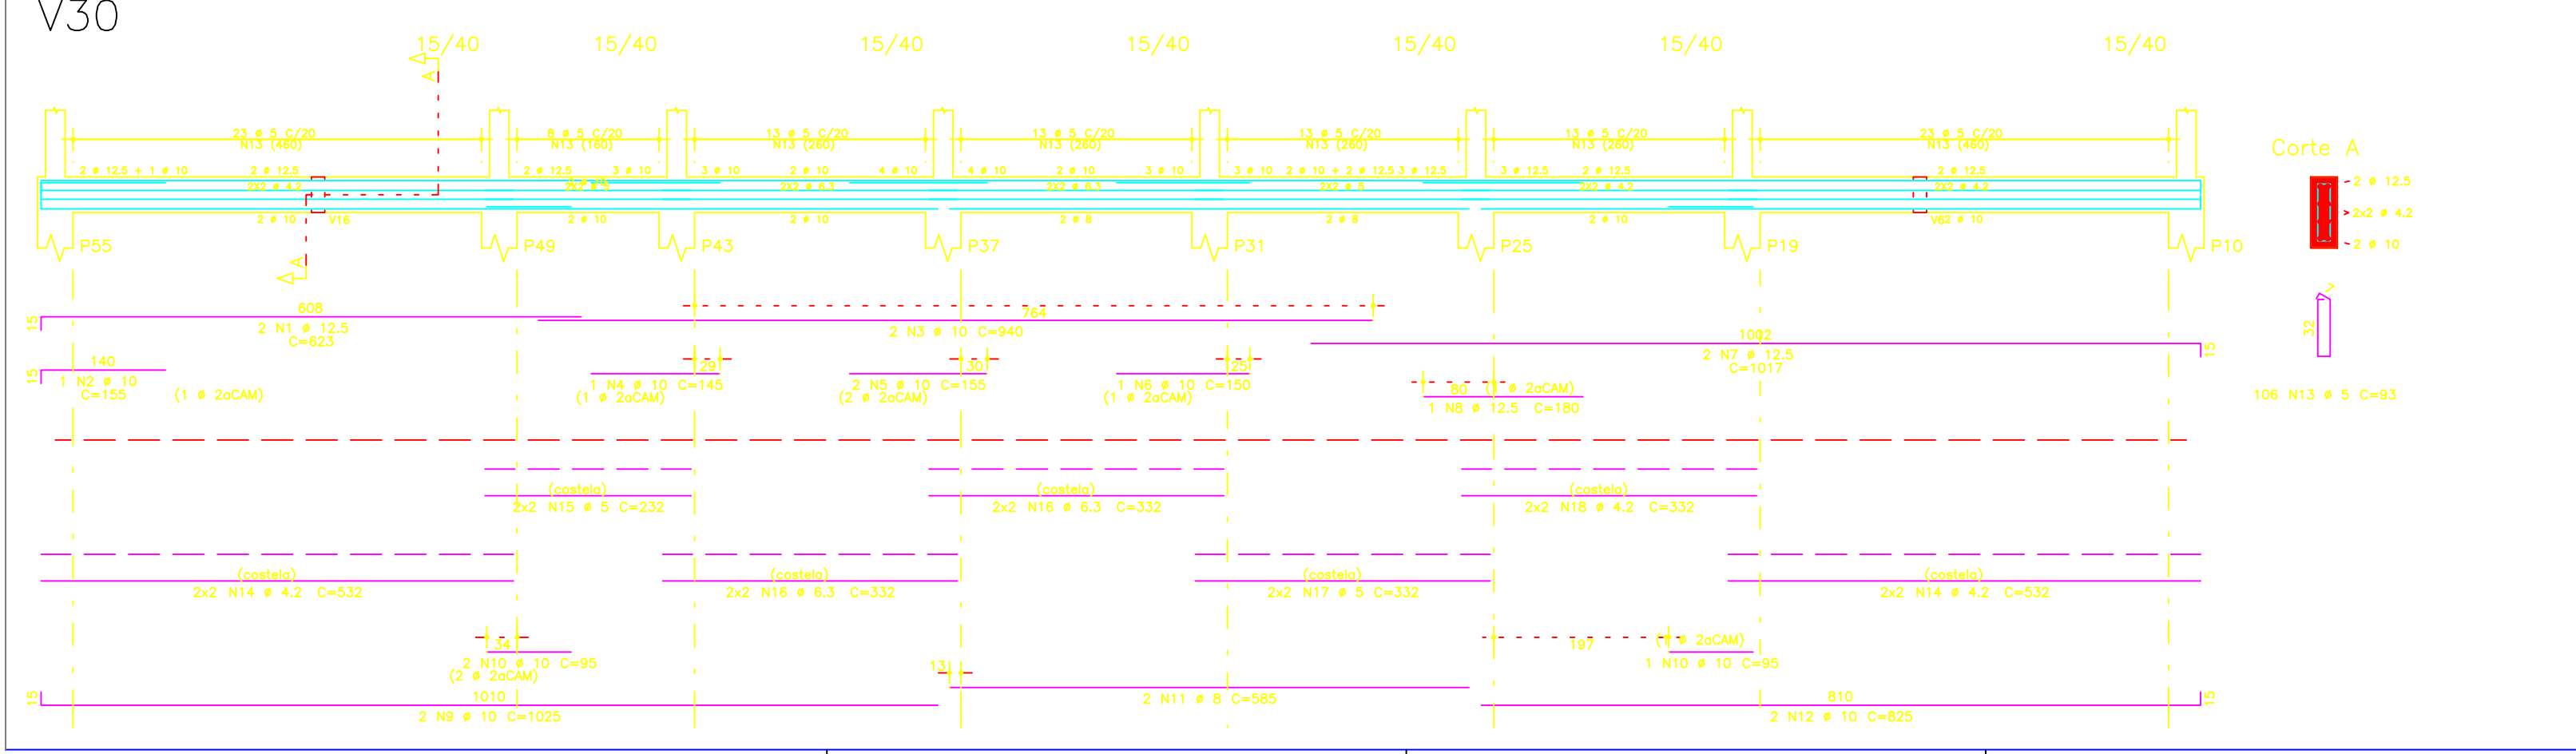 V30
15/40 15/40 15/40 15/40 15/40 15/40 15/40
A
23 ø 5 C/20 8 ø 5 C/20 13 ø 5 C/20 13 ø 5 C/20 13 ø 5 C/20 13 ø 5 C/20 23 ø 5 C/20
N13 (460) N13 (160) N13 (260) N13 (260) N13 (260) N13 (260) N13 (460)
Corte A
2 ø 12.5 + 1 ø 10 2 ø 12.5 2 ø 12.5 3 ø 10 3 ø 10 2 ø 10 4 ø 10 4 ø 10 2 ø 10 3 ø 10 3 ø 10 2 ø 10 + 2 ø 12.5 3 ø 12.5 3 ø 12.5 2 ø 12.5 2 ø 12.5
2 ø 12.5
2X2 ø 4.2 2X2 ø 5 2X2 ø 6.3 2X2 ø 6.3 2X2 ø 5 2X2 ø 4.2 2X2 ø 4.2
2x2 ø 4.2
2 ø 10 V16 2 ø 10 2 ø 10 2 ø 8 2 ø 8 2 ø 10 V62 ø 10
2 ø 10
P55 P49 P43 P37 P31 P25 P19 P10
A
608
15
2 N1 ø 12.5
C=623
764
2 N3 ø 10 C=940
1002
15
2 N7 ø 12.5
C=1017
32
140
15
1 N2 ø 10
C=155 (1 ø 2aCAM)
29
1 N4 ø 10 C=145
(1 ø 2aCAM)
30
2 N5 ø 10 C=155
(2 ø 2aCAM)
25
1 N6 ø 10 C=150
(1 ø 2aCAM)
80 (1 ø 2aCAM)
1 N8 ø 12.5 C=180
106 N13 ø 5 C=93
(costela) (costela) (costela)
2x2 N15 ø 5 C=232 2x2 N16 ø 6.3 C=332 2x2 N18 ø 4.2 C=332
(costela) (costela) (costela) (costela)
2x2 N14 ø 4.2 C=532 2x2 N16 ø 6.3 C=332 2x2 N17 ø 5 C=332 2x2 N14 ø 4.2 C=532
34
2 N10 ø 10 C=95
(2 ø 2aCAM)
197 (1 ø 2aCAM)
1 N10 ø 10 C=95
13
2 N11 ø 8 C=585
15
1010
2 N9 ø 10 C=1025
810
15
2 N12 ø 10 C=825